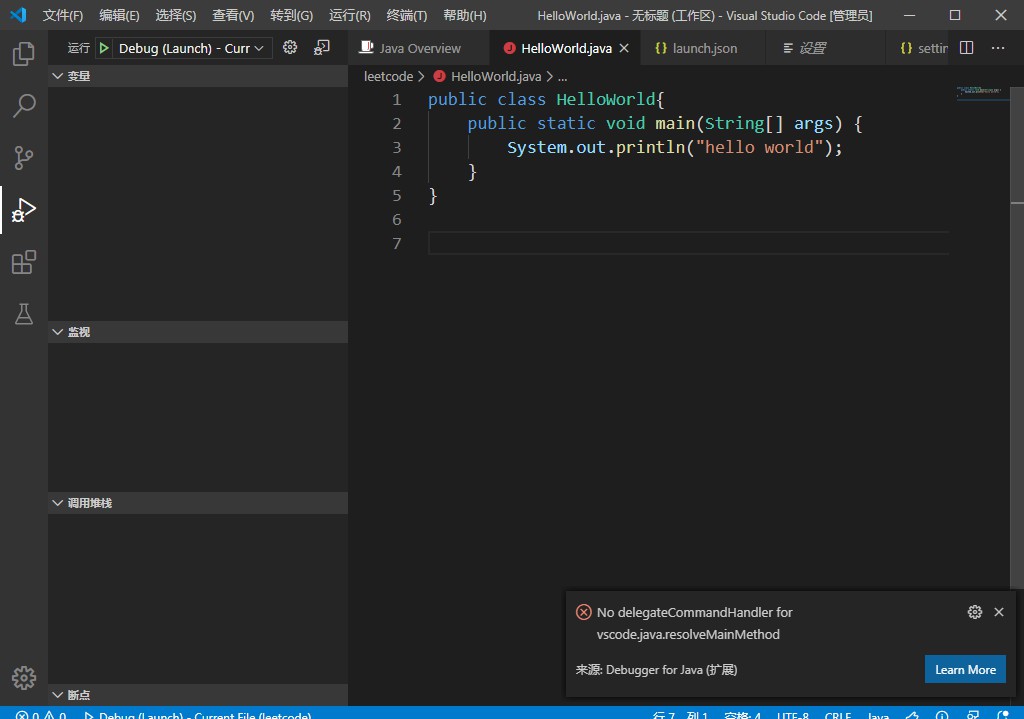 文件(F) 编辑(E) 选择(S) 查看(V) 转到(G) 运行(R) 终端(T) 帮助(H) HelloWorld.java - 无标题 (工作区) - Visual Studio Code [管理员]
运行 Debug (Launch) - Curr Java Overview HelloWorld.java launch.json 设置 settin
变量
leetcode > HelloWorld.java > ...
1 public class HelloWorld{
2 public static void main(String[] args) {
3 System.out.println("hello world");
4 }
5 }
6
7
监视
调用堆栈
No delegateCommandHandler for
vscode.java.resolveMainMethod
来源: Debugger for Java (扩展) Learn More
断点
0 0 Debug (Launch) - Current File (leetcode) 行 7, 列 1 空格: 4 UTF-8 CRLF Java